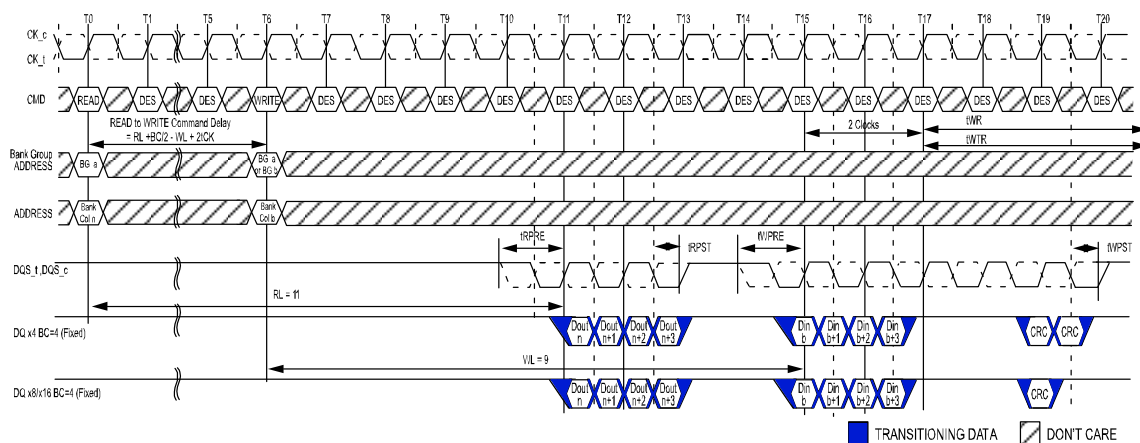 T0 T1 T5 T6 T7 T8 T9 T10 T11 T12 T13 T14 T15 T16 T17 T18 T19 T20
CK_c
CK_t
CMD READ DES DES WRITE DES DES DES DES DES DES DES DES DES DES DES DES DES DES
READ to WRITE Command Delay
= RL +BC/2 - WL + 2tCK
2 Clocks
tWR
tWTR
Bank Group
ADDRESS
BG a
BG a
or BG b
ADDRESS
Bank
Col n
Bank
Col b
tRPRE tRPST tWPRE tWPST
DQS_t ,DQS_c
RL = 11
DQ x4 BC=4 (Fixed)
Dout
n
Dout
n+1
Dout
n+2
Dout
n+3
Din
b
Din
b+1
Din
b+2
Din
b+3
CRC CRC
WL = 9
DQ x8/x16 BC=4 (Fixed)
Dout
n
Dout
n+1
Dout
n+2
Dout
n+3
Din
b
Din
b+1
Din
b+2
Din
b+3
CRC
TRANSITIONING DATA DON'T CARE